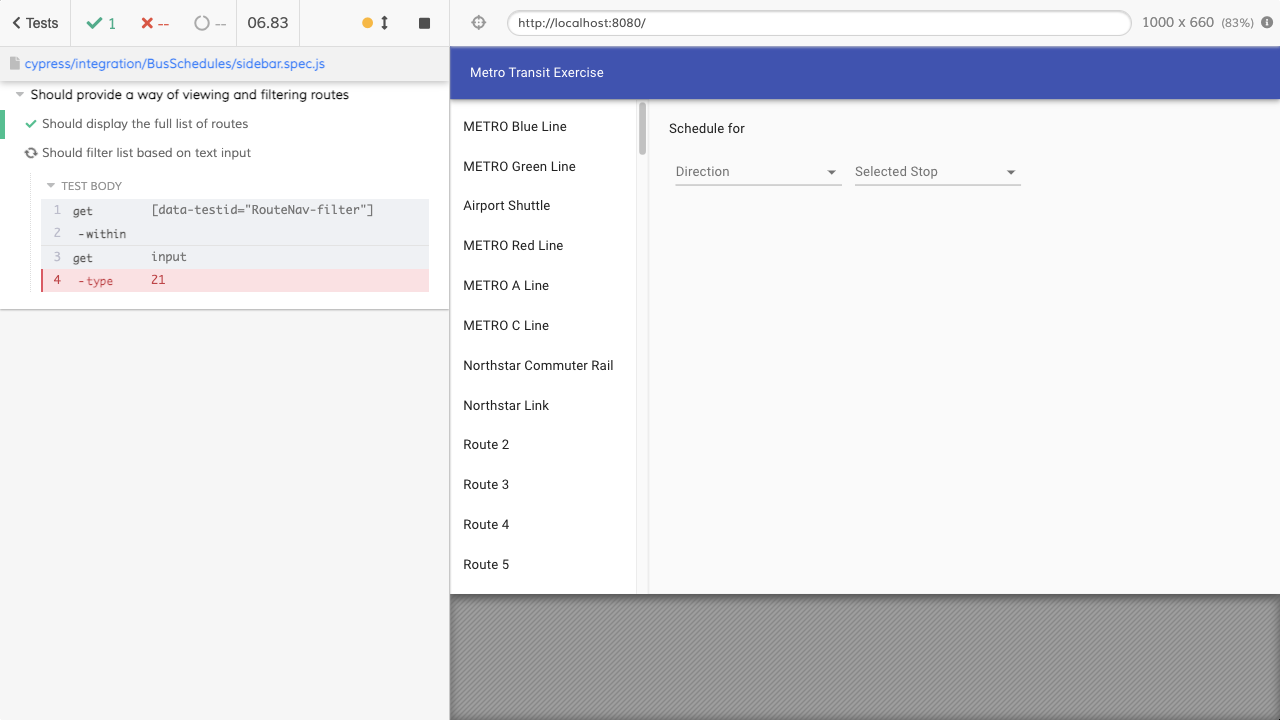 Tests
1
--
--
06.83
http://localhost:8080/
1000 x 660 (83%)
cypress/integration/BusSchedules/sidebar.spec.js
Should provide a way of viewing and filtering routes
Should display the full list of routes
Should filter list based on text input
TEST BODY
1 get [data-testid="RouteNav-filter"]
2 -within
3 get input
4 -type 21
Metro Transit Exercise
METRO Blue Line
METRO Green Line
Airport Shuttle
METRO Red Line
METRO A Line
METRO C Line
Northstar Commuter Rail
Northstar Link
Route 2
Route 3
Route 4
Route 5
Schedule for
Direction
Selected Stop